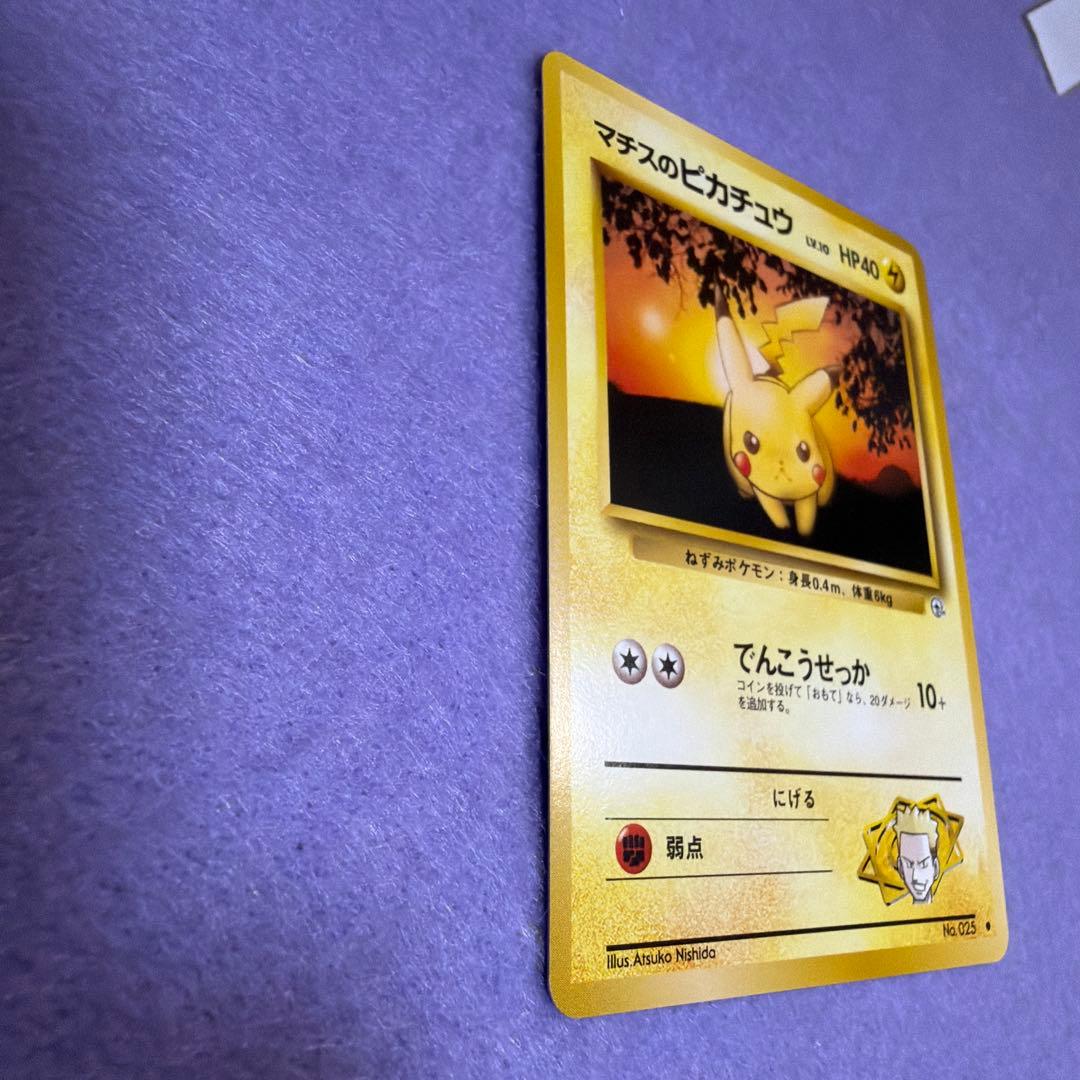 マチスのピカチュウ LV.10 HP40
ねずみポケモン：身長0.4m、体重6kg
でんこうせっか 10+
コインを投げて「おもて」なら、20ダメージ
を追加する。
にげる
弱点
Illus.Atsuko Nishida No.025